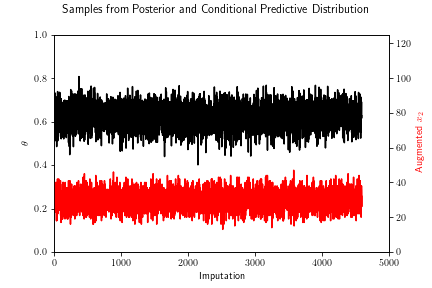 Samples from Posterior and Conditional Predictive Distribution
1.0
0.8
0.6
0.4
0.2
0.0
θ
120
100
80
60
40
20
0
Augmented x₂
0 1000 2000 3000 4000 5000
Imputation